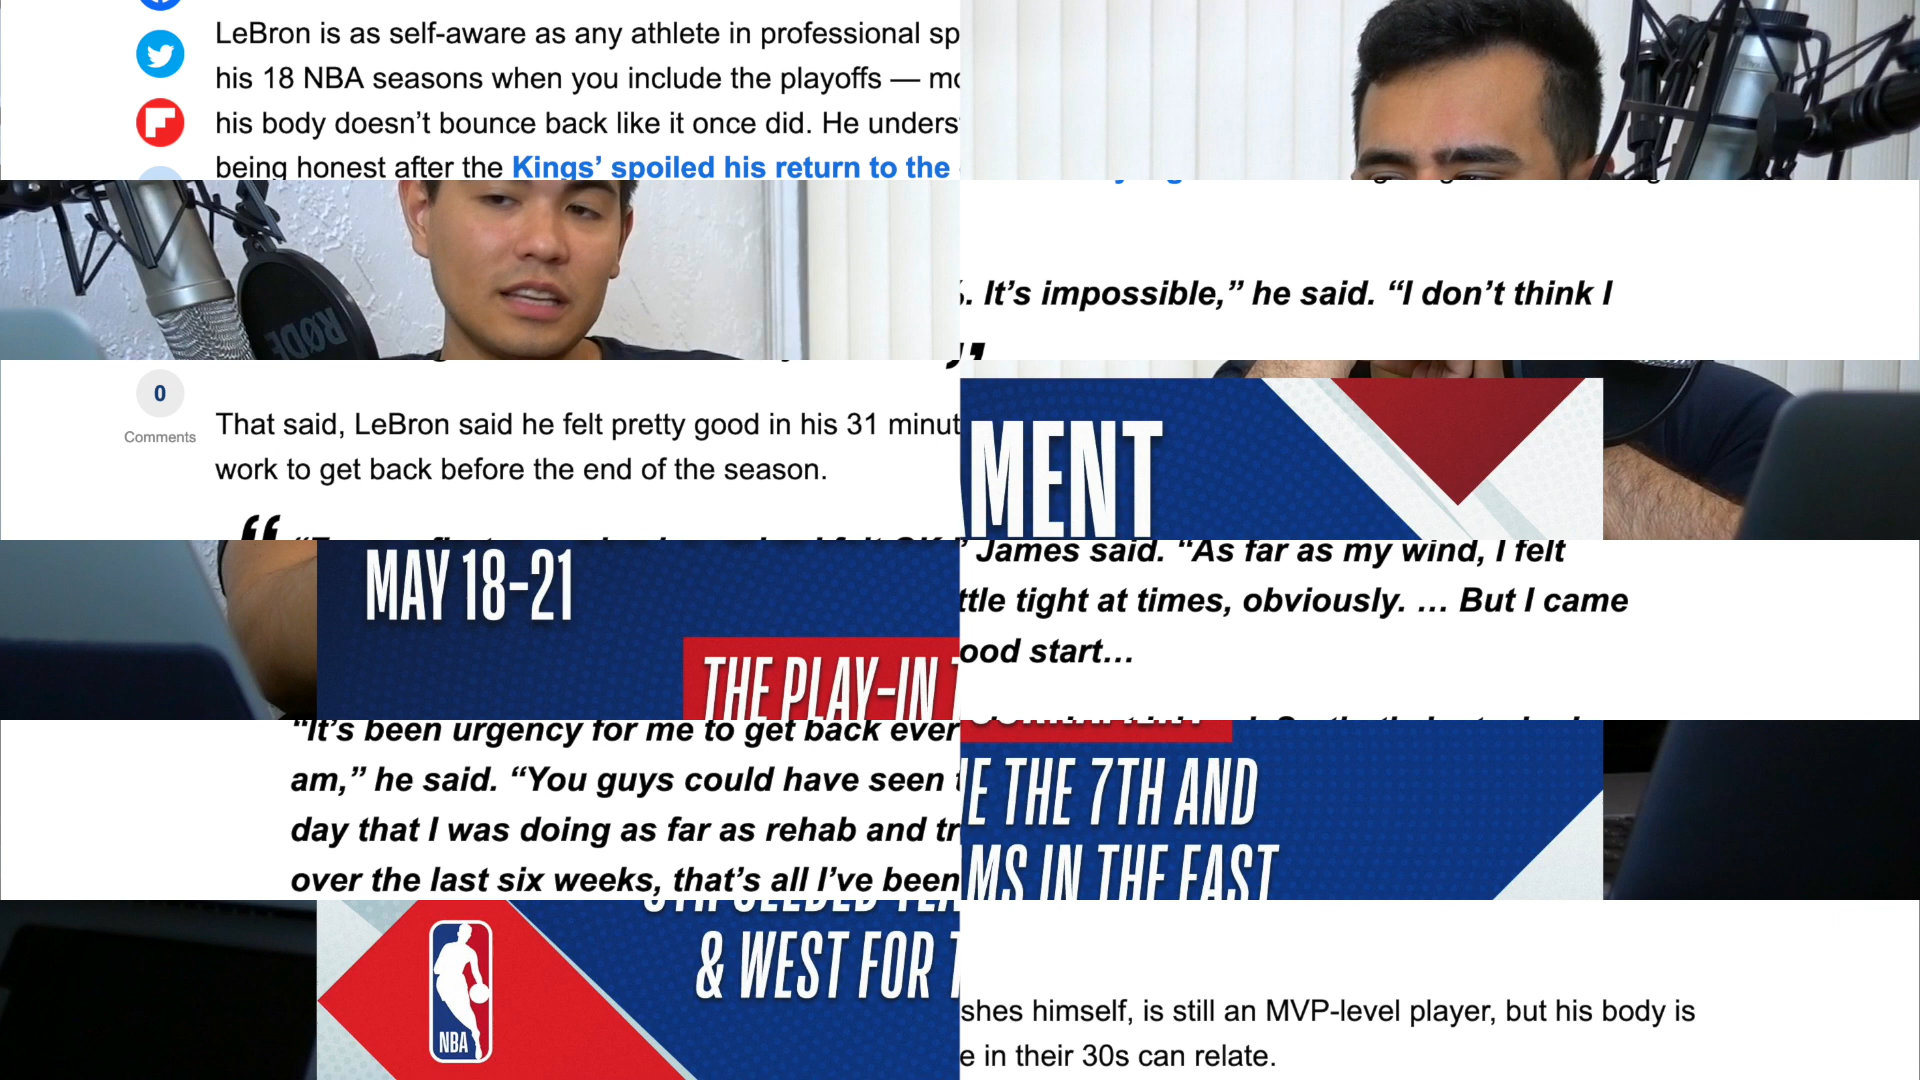 LeBron is as self-aware as any athlete in professional sp
his 18 NBA seasons when you include the playoffs — mo
his body doesn’t bounce back like it once did. He unders
being honest after the Kings’ spoiled his return to the
RØDE
. It’s impossible,” he said. “I don’t think I
”
0
Comments
That said, LeBron said he felt pretty good in his 31 minut
work to get back before the end of the season.
“
MENT
MAY 18-21
THE PLAY-IN
” James said. “As far as my wind, I felt
ttle tight at times, obviously. … But I came
ood start…
“It’s been urgency for me to get back ever
am,” he said. “You guys could have seen t
day that I was doing as far as rehab and tr
over the last six weeks, that’s all I’ve been
E THE 7TH AND
MS IN THE EAST
& WEST FOR T
NBA
shes himself, is still an MVP-level player, but his body is
e in their 30s can relate.